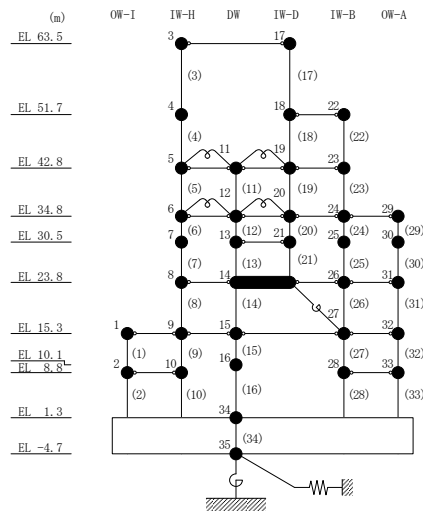 (m) OW-I IW-H DW IW-D IW-B OW-A
EL 63.5 3 17
(3) (17)
EL 51.7 4 18 22
(4) (18) (22)
11 19
EL 42.8 5 23
(5) (11) (19) (23)
12 20
EL 34.8 6 24 29
(6) (12) (20) (24) (29)
EL 30.5 7 13 21 25 30
(7) (13) (21) (25) (30)
EL 23.8 8 14 26 31
(8) (14) (26) (31)
27
EL 15.3 1 9 15 32
(1) (9) (15) (27) (32)
EL 10.1 16
EL 8.8 2 10 28 33
(2) (10) (16) (28) (33)
EL 1.3 34
(34)
EL -4.7 35